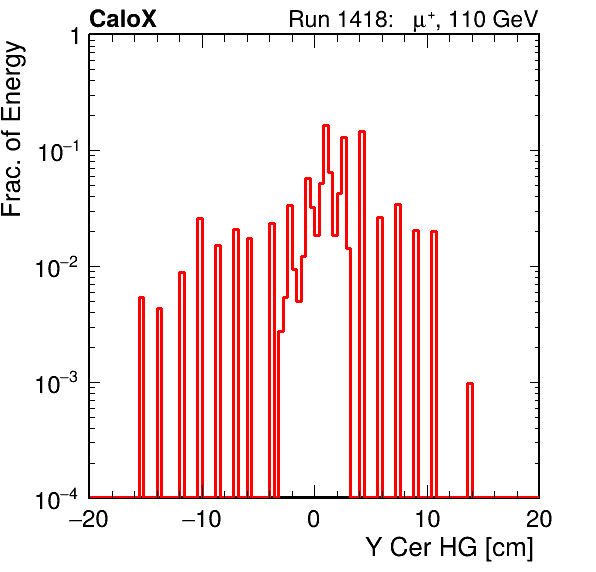 CaloX Run 1418: μ⁺, 110 GeV
Frac. of Energy
1
10⁻¹
10⁻²
10⁻³
10⁻⁴
−20 −10 0 10 20
Y Cer HG [cm]